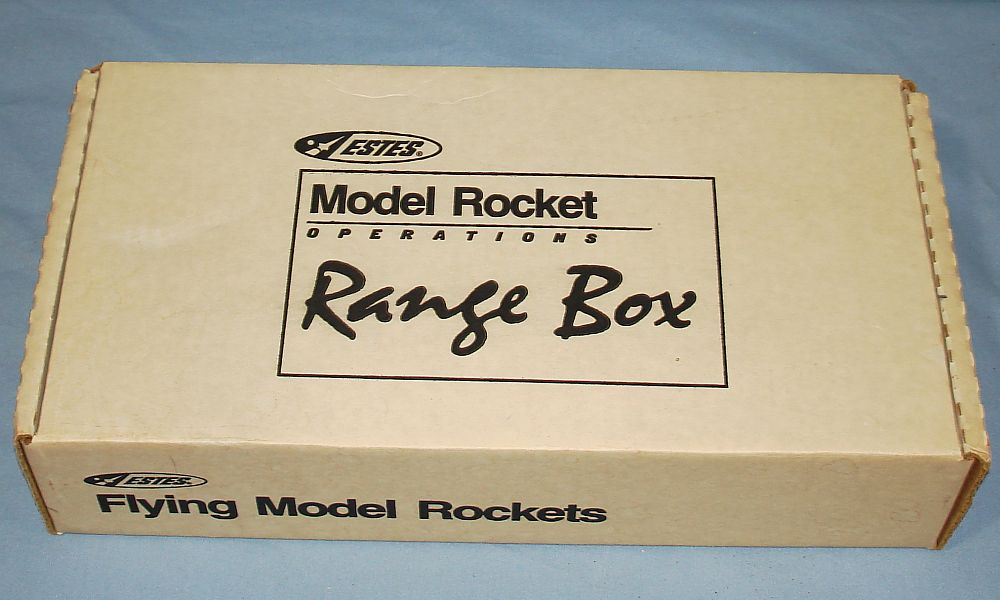 ESTES®
Model Rocket
OPERATIONS
Range Box
ESTES
Flying Model Rockets